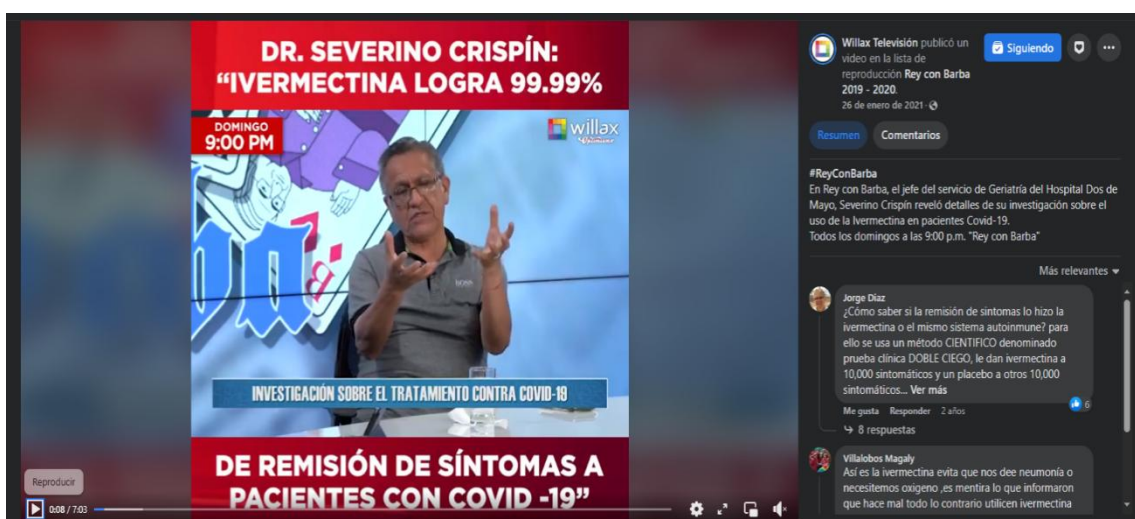 DR. SEVERINO CRISPÍN:
“IVERMECTINA LOGRA 99.99%
DOMINGO
9:00 PM
willax
INVESTIGACIÓN SOBRE EL TRATAMIENTO CONTRA COVID-19
DE REMISIÓN DE SÍNTOMAS A
PACIENTES CON COVID -19”
Reproducir
0:08 / 7:03
Willax Televisión publicó un
video en la lista de
reproducción Rey con Barba
2019 - 2020.
26 de enero de 2021
Siguiendo
Resumen
Comentarios
#ReyConBarba
En Rey con Barba, el jefe del servicio de Geriatría del Hospital Dos de
Mayo, Severino Crispín reveló detalles de su investigación sobre el
uso de la Ivermectina en pacientes Covid-19.
Todos los domingos a las 9:00 p.m. "Rey con Barba"
Más relevantes
Jorge Díaz
¿Cómo saber si la remisión de sintomas lo hizo la
ivermectina o el mismo sistema autoinmune? para
ello se usa un método CIENTIFICO denominado
prueba clínica DOBLE CIEGO, le dan ivermectina a
10,000 sintomáticos y un placebo a otros 10,000
sintomáticos... Ver más
Me gusta Responder 2 años
6
8 respuestas
Villalobos Magaly
Así es la ivermectina evita que nos dee neumonía o
necesitemos oxigeno ,es mentira lo que informaron
que hace mal todo lo contrario utilicen ivermectina